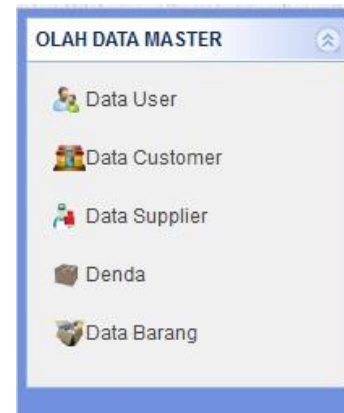 OLAH DATA MASTER
Data User
Data Customer
Data Supplier
Denda
Data Barang